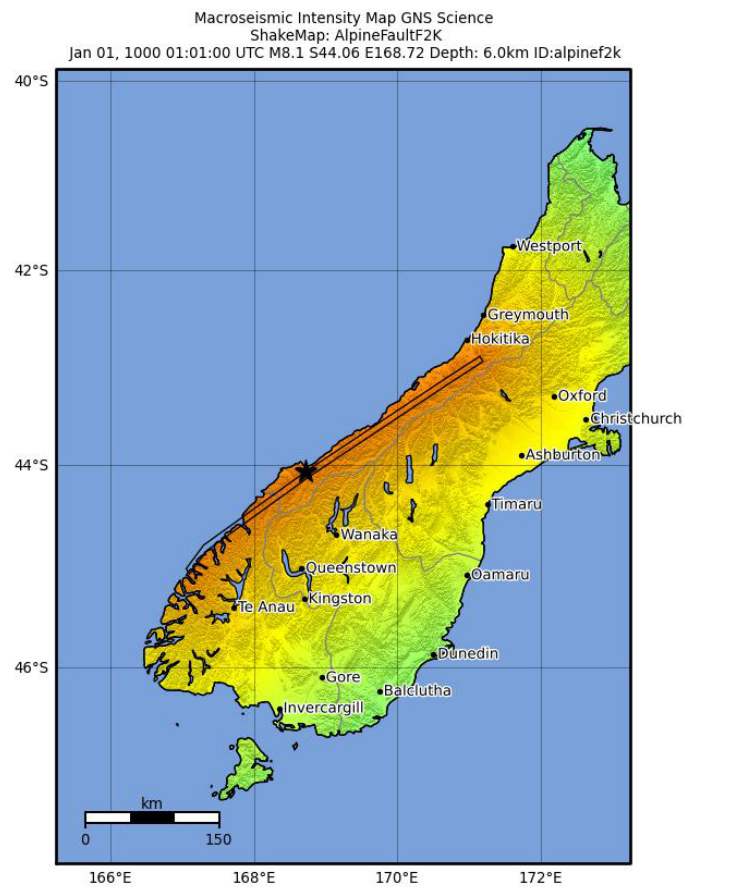 Macroseismic Intensity Map GNS Science
ShakeMap: AlpineFaultF2K
Jan 01, 1000 01:01:00 UTC M8.1 S44.06 E168.72 Depth: 6.0km ID:alpinef2k
40°S
Westport
42°S
Greymouth
Hokitika
Oxford
Christchurch
Ashburton
44°S
Timaru
Wanaka
Queenstown
Oamaru
Kingston
Te Anau
Dunedin
46°S
Gore
Balclutha
Invercargill
km
0 150
166°E 168°E 170°E 172°E